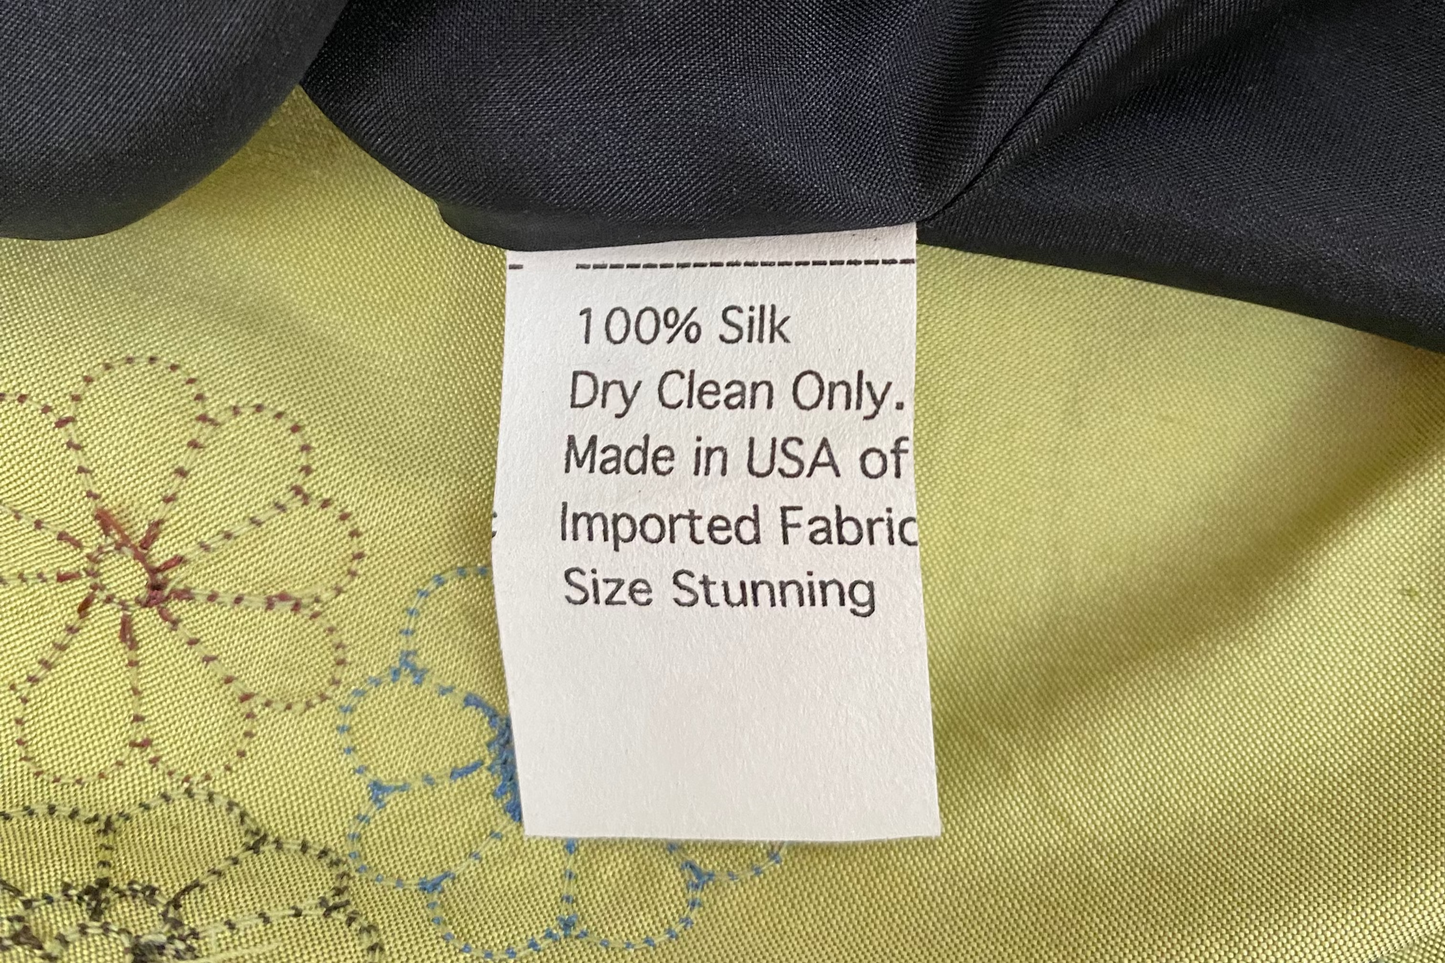 100% Silk
Dry Clean Only.
Made in USA of
Imported Fabric
Size Stunning